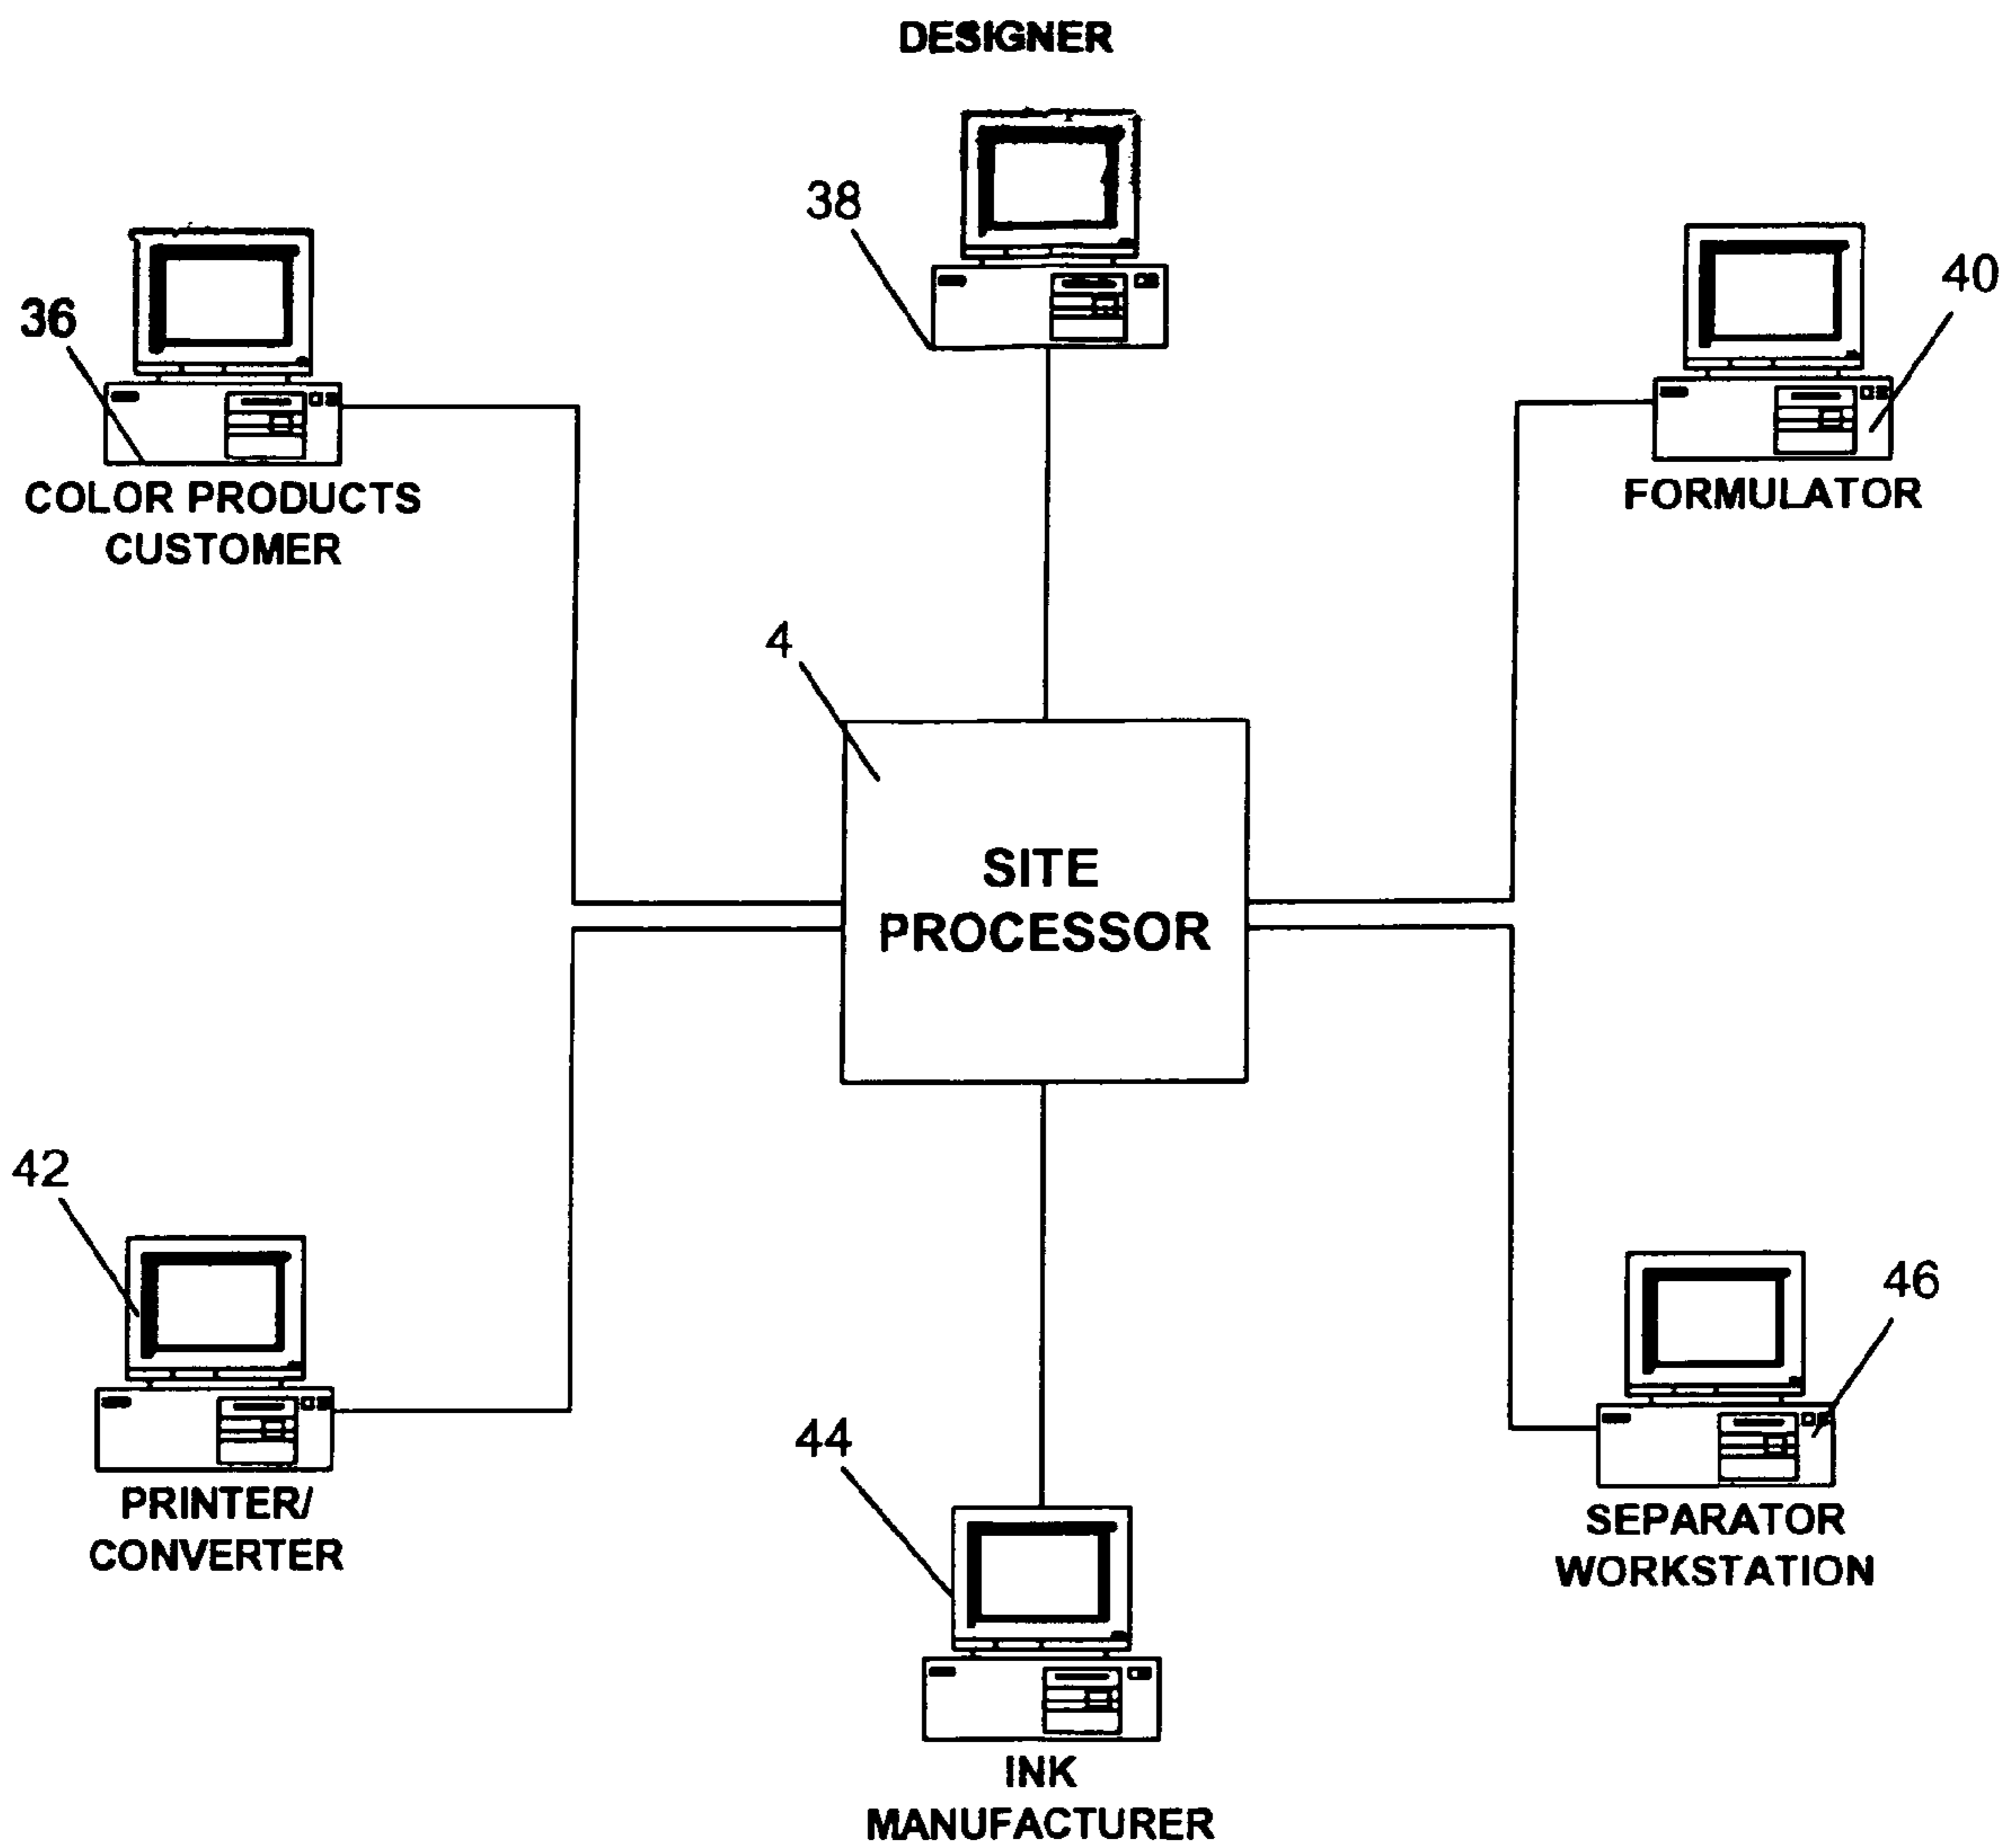 DESIGNER
38
36
40
COLOR PRODUCTS
CUSTOMER
FORMULATOR
4
SITE
PROCESSOR
42
46
44
PRINTER/
CONVERTER
SEPARATOR
WORKSTATION
INK
MANUFACTURER